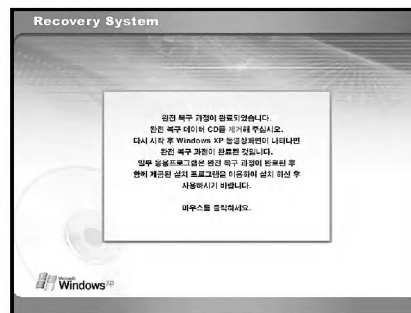 Recovery System
완전 복구 과정이 완료되었습니다.
완전 복구 데이터 CD를 제거해 주십시오.
다시 시작 후 Windows XP 동영상화면이 나타나면
완전 복구 과정이 완료된 것입니다.
일부 응용프로그램은 완전 복구 과정이 완료된 후
함께 제공된 설치 프로그램을 이용하여 설치 하신 후
사용하시기 바랍니다.
마우스를 클릭하세요.
Microsoft
Windows xp